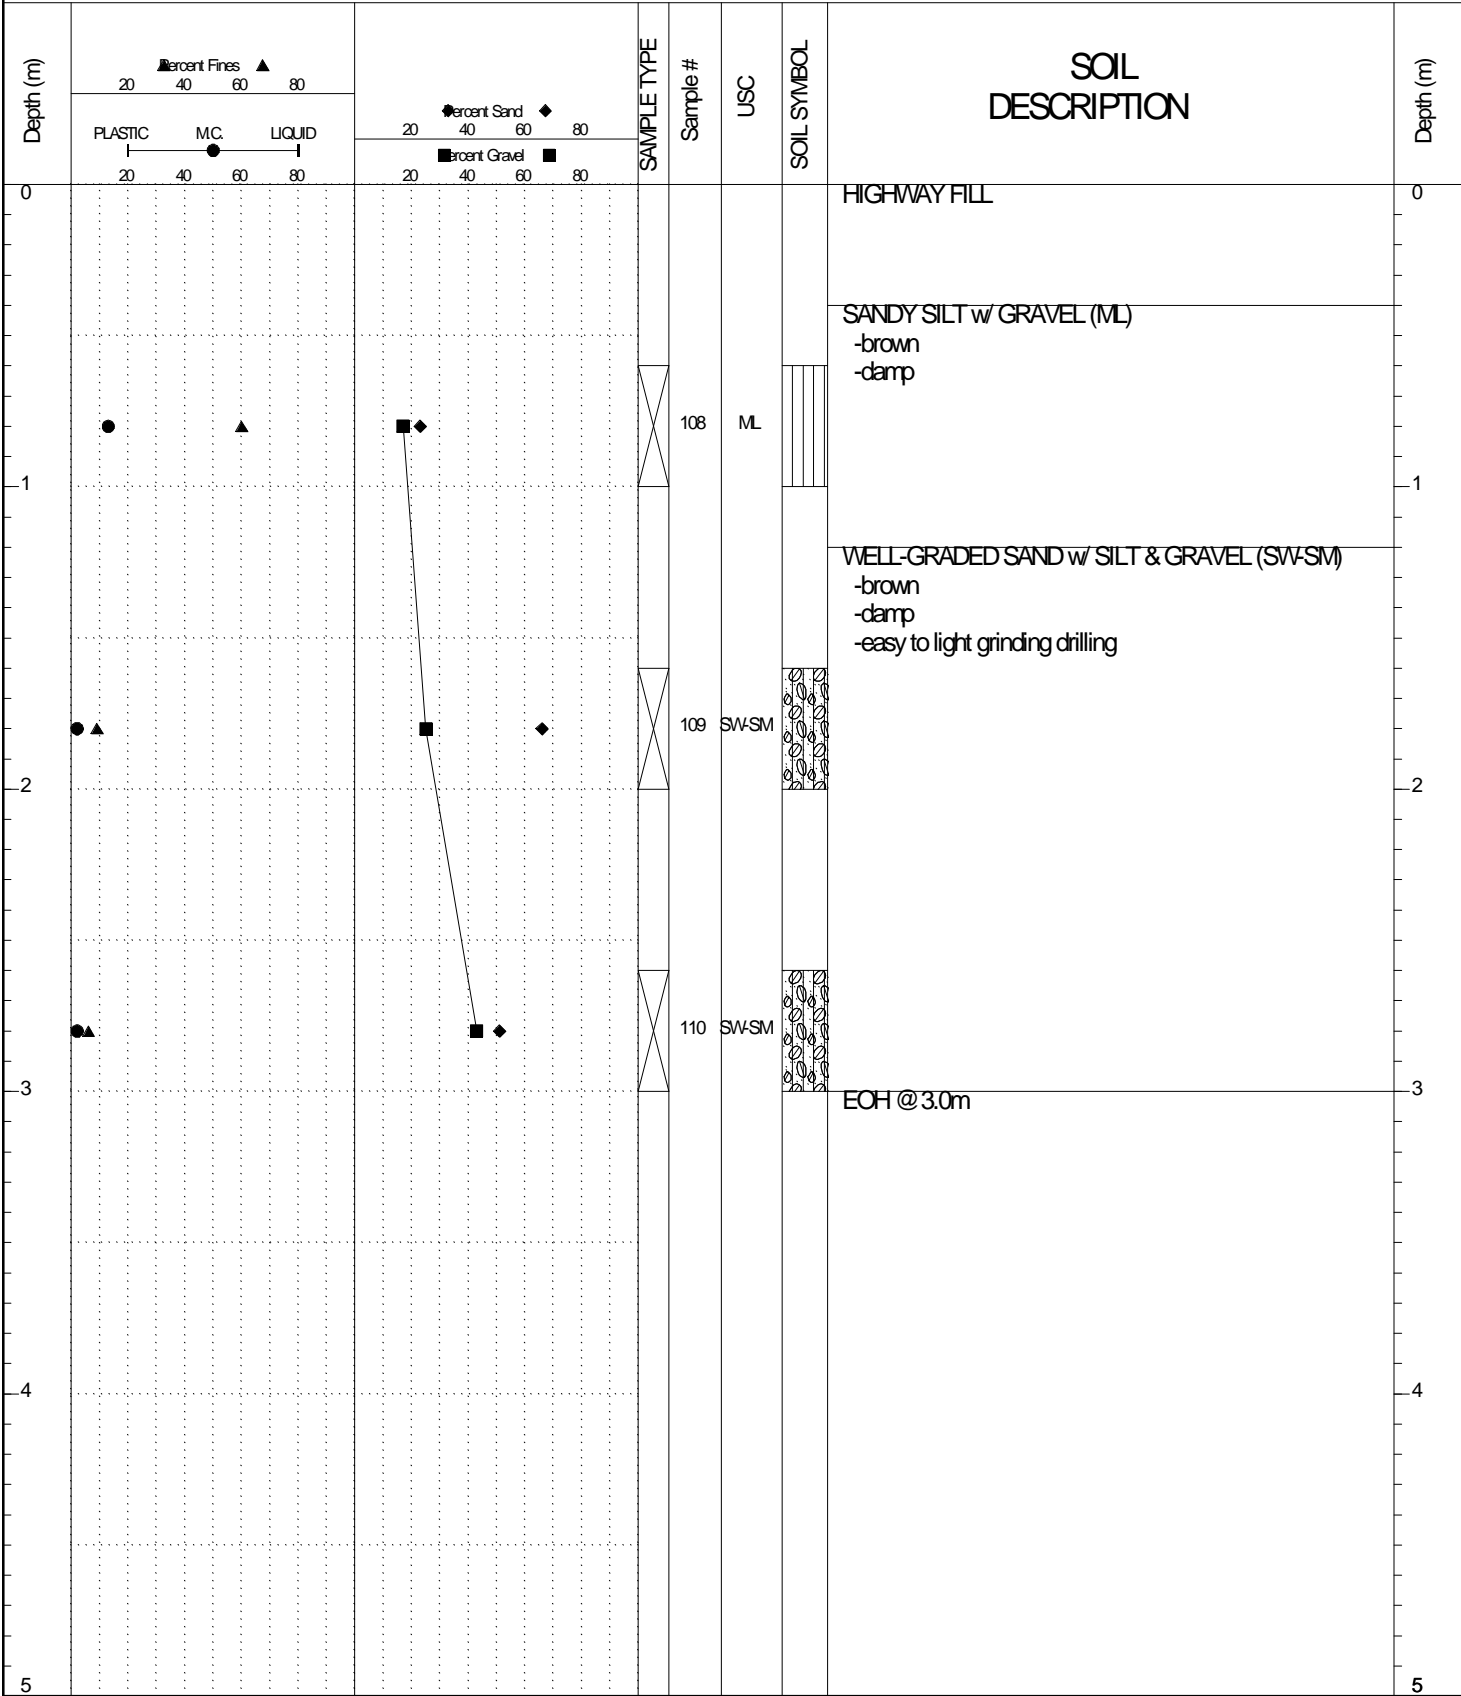 Depth (m)
Percent Fines
20 40 60 80
PLASTIC M.C. LIQUID
20 40 60 80
Percent Sand
20 40 60 80
Percent Gravel
20 40 60 80
SAMPLE TYPE
Sample #
USC
SOIL SYMBOL
SOIL
DESCRIPTION
Depth (m)
0 HIGHWAY FILL 0
SANDY SILT w/ GRAVEL (ML)
-brown
-damp
108 ML
1 1
WELL-GRADED SAND w/ SILT & GRAVEL (SW-SM)
-brown
-damp
-easy to light grinding drilling
109 SW-SM
2 2
110 SW-SM
3 3
EOH @ 3.0m
4 4
5 5